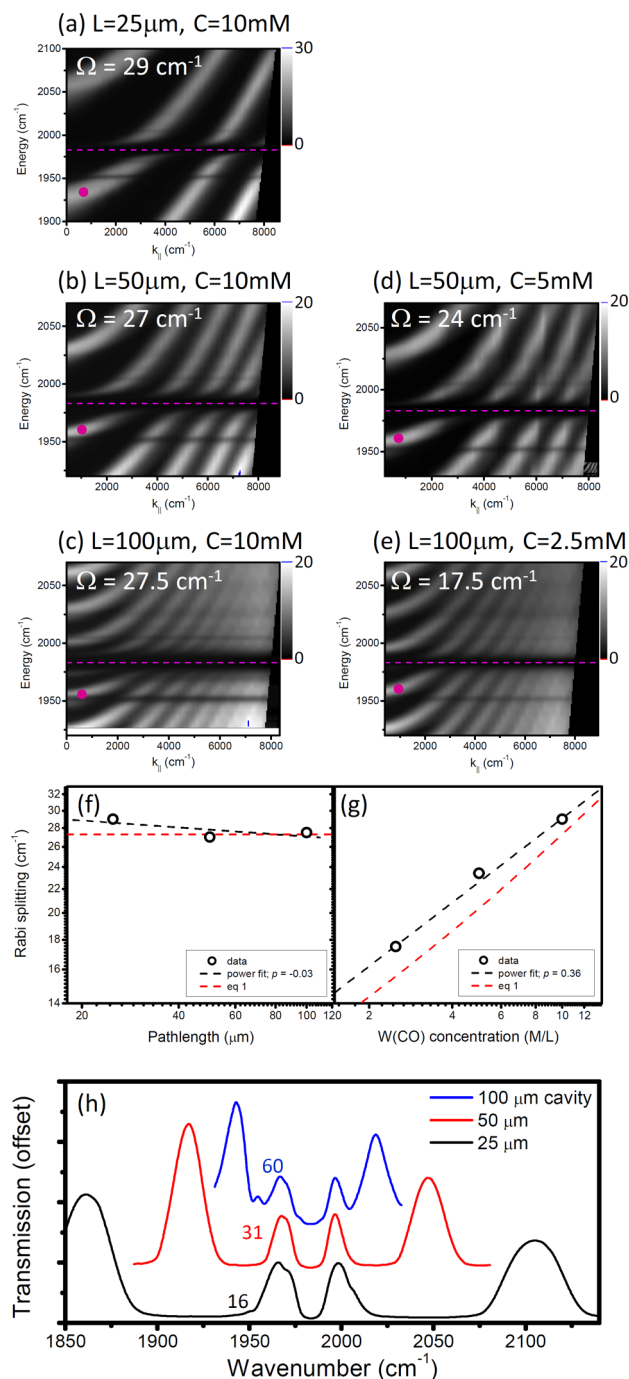 (a) L=25μm, C=10mM
Ω = 29 cm⁻¹
30
0
2100
2050
2000
1950
1900
Energy (cm⁻¹)
0 2000 4000 6000 8000
k|| (cm⁻¹)
(b) L=50μm, C=10mM
Ω = 27 cm⁻¹
20
0
2050
2000
1950
Energy (cm⁻¹)
2000 4000 6000 8000
k|| (cm⁻¹)
(d) L=50μm, C=5mM
Ω = 24 cm⁻¹
20
0
2050
2000
1950
Energy (cm⁻¹)
2000 4000 6000 8000
k|| (cm⁻¹)
(c) L=100μm, C=10mM
Ω = 27.5 cm⁻¹
20
0
2050
2000
1950
Energy (cm⁻¹)
0 2000 4000 6000 8000
k|| (cm⁻¹)
(e) L=100μm, C=2.5mM
Ω = 17.5 cm⁻¹
20
0
2050
2000
1950
Energy (cm⁻¹)
2000 4000 6000 8000
k|| (cm⁻¹)
(f)
32
30
28
26
24
22
20
18
16
14
Rabi splitting (cm⁻¹)
data
power fit; p = -0.03
eq 1
20 40 60 80 100 120
Pathlength (μm)
(g)
data
power fit; p = 0.36
eq 1
2 4 6 8 10 12
W(CO) concentration (M/L)
(h)
100 μm cavity
50 μm
25 μm
60
31
16
Transmission (offset)
1850 1900 1950 2000 2050 2100
Wavenumber (cm⁻¹)